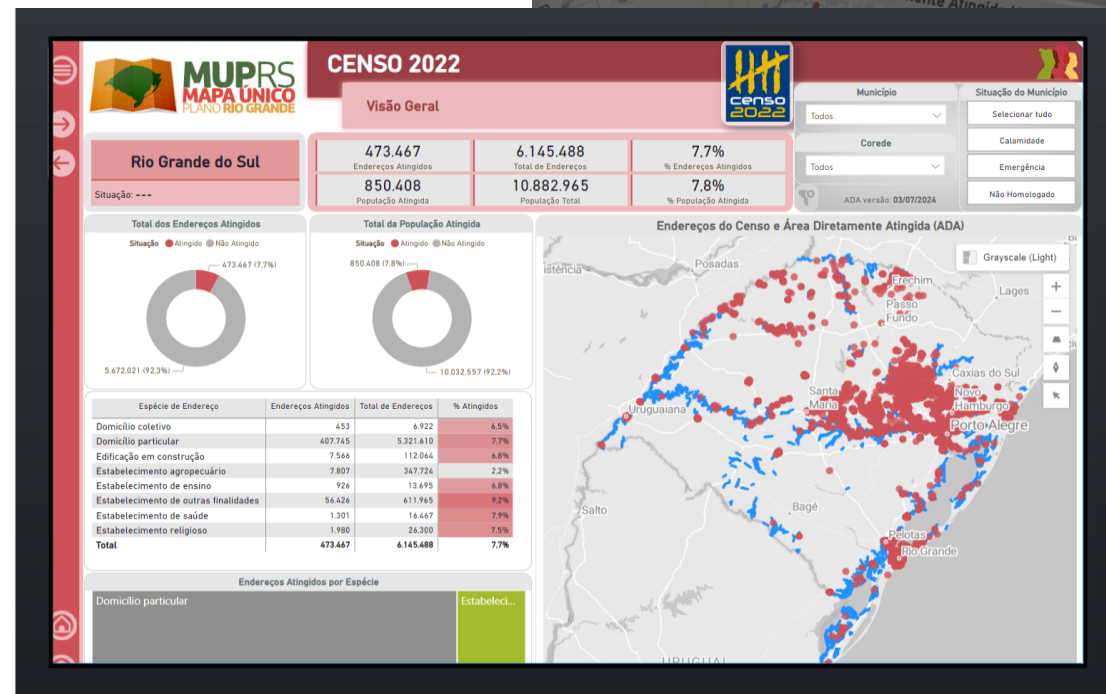 MUPRS
MAPA ÚNICO
PLANO RIO GRANDE
CENSO 2022
Visão Geral
censo
2022
Município
Todos
Corede
Todos
ADA versão: 03/07/2024
Situação do Município
Selecionar tudo
Calamidade
Emergência
Não Homologado
Rio Grande do Sul
Situação: ---
473.467
Endereços Atingidos
6.145.488
Total de Endereços
7,7%
% Endereços Atingidos
850.408
População Atingida
10.882.965
População Total
7,8%
% População Atingida
Total dos Endereços Atingidos
Situação Atingido Não Atingido
473.467 (7,7%)
5.672.021 (92,3%)
Total da População Atingida
Situação Atingido Não Atingido
850.408 (7,8%)
10.032.557 (92,2%)
Espécie de Endereço Endereços Atingidos Total de Endereços % Atingidos
Domicílio coletivo 453 6.922 6,5%
Domicílio particular 407.745 5.321.610 7,7%
Edificação em construção 7.566 112.064 6,8%
Estabelecimento agropecuário 7.807 347.724 2,2%
Estabelecimento de ensino 926 13.695 6,8%
Estabelecimento de outras finalidades 56.426 611.965 9,2%
Estabelecimento de saúde 1.301 16.467 7,9%
Estabelecimento religioso 1.980 26.300 7,5%
Total 473.467 6.145.488 7,7%
Endereços Atingidos por Espécie
Domicílio particular
Estabeleci...
Endereços do Censo e Área Diretamente Atingida (ADA)
Grayscale (Light)
istência
Posadas
Erechim
Lages
Passo
Fundo
Caxias do Sul
Santa
Maria
Novo
Hamburgo
Uruguaiana
Porto Alegre
Salto
Bagé
Pelotas
Rio Grande
URUGUAI